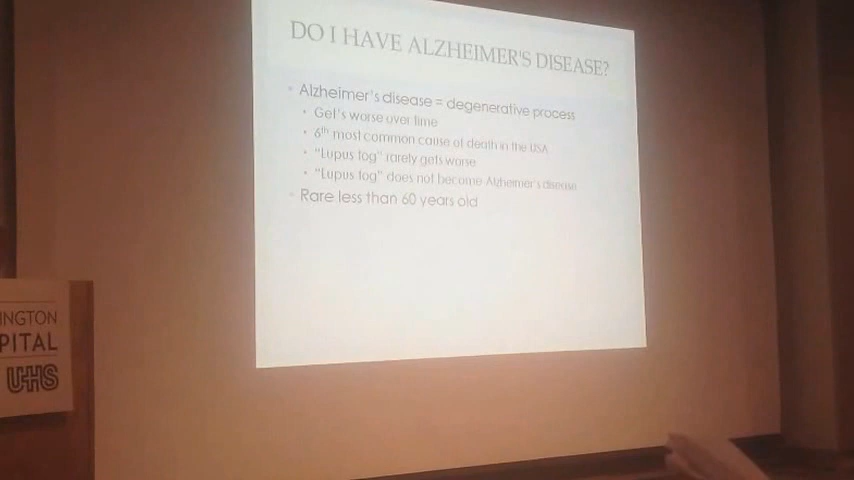 DO I HAVE ALZHEIMER'S DISEASE?
Alzheimer's disease = degenerative process
Get's worse over time
6th most common cause of death in the USA
"Lupus fog" rarely gets worse
"Lupus fog" does not become Alzheimer's disease
Rare less than 60 years old
INGTON
PITAL
UHS